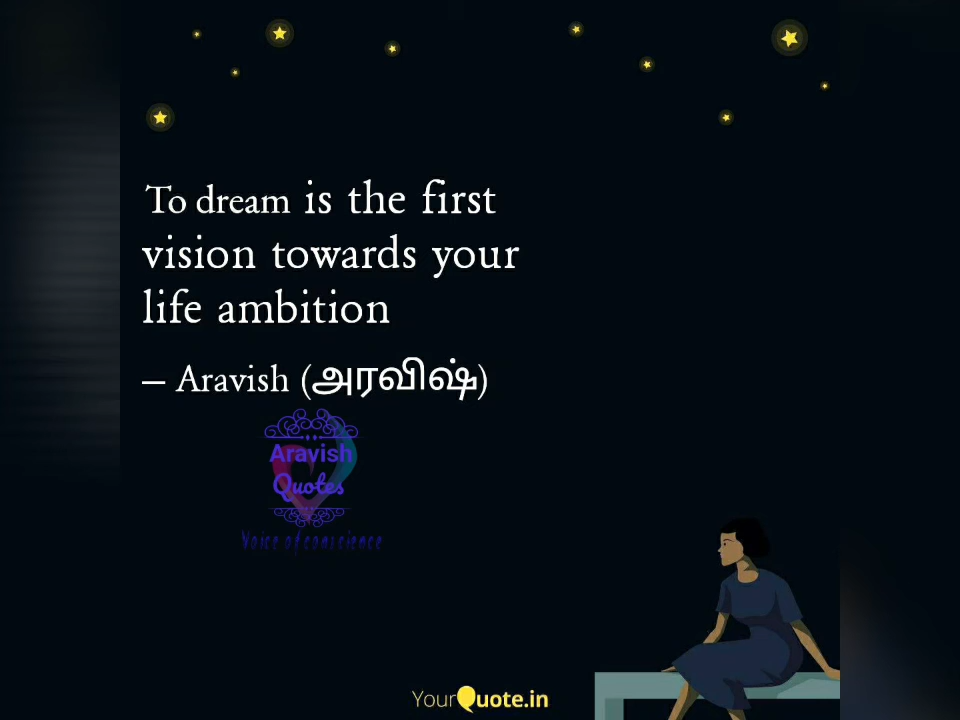 To dream is the first
vision towards your
life ambition
– Aravish (அரவிஷ்)
Aravish
Quotes
Voice of conscience
YourQuote.in